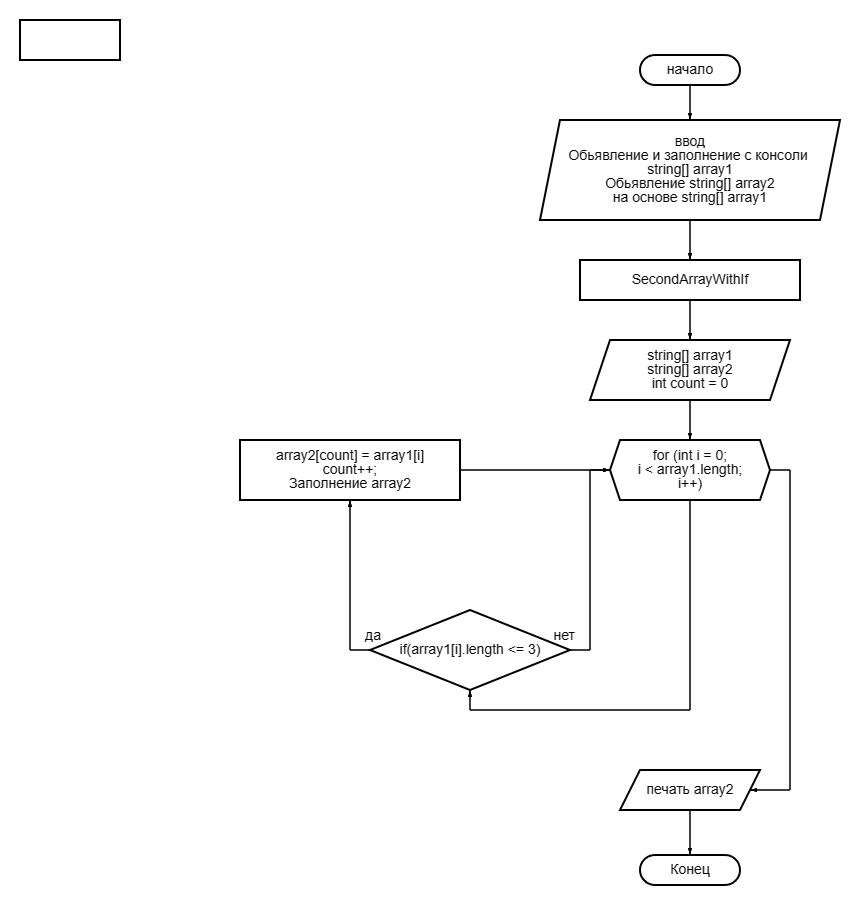 начало
ввод
Обьявление и заполнение с консоли
string[] array1
Обьявление string[] array2
на основе string[] array1
SecondArrayWithIf
string[] array1
string[] array2
int count = 0
for (int i = 0;
i < array1.length;
i++)
array2[count] = array1[i]
count++;
Заполнение array2
да
нет
if(array1[i].length <= 3)
печать array2
Конец